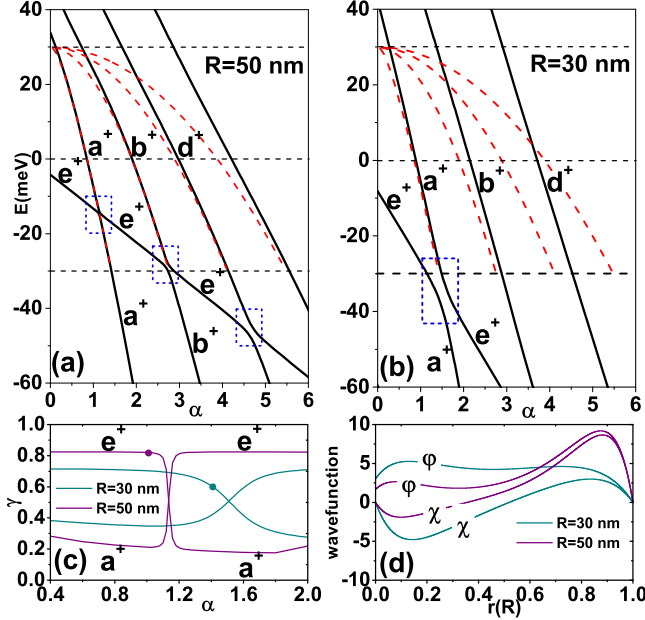 40
20
0
-20
-40
-60
E(meV)
0 1 2 3 4 5 6
α
R=50 nm
e⁺ a⁺ b⁺ d⁺
e⁺
e⁺
a⁺ b⁺
(a)
40
20
0
-20
-40
-60
0 1 2 3 4 5 6
α
R=30 nm
e⁺ a⁺ b⁺ d⁺
e⁺
a⁺
(b)
1.0
0.8
0.6
0.4
0.2
0.0
γ
0.4 0.8 1.2 1.6 2.0
α
e⁺ e⁺
R=30 nm
R=50 nm
a⁺ a⁺
(c)
10
5
0
-5
-10
wavefunction
0.0 0.2 0.4 0.6 0.8 1.0
r(R)
φ
φ
χ
χ
R=30 nm
R=50 nm
(d)